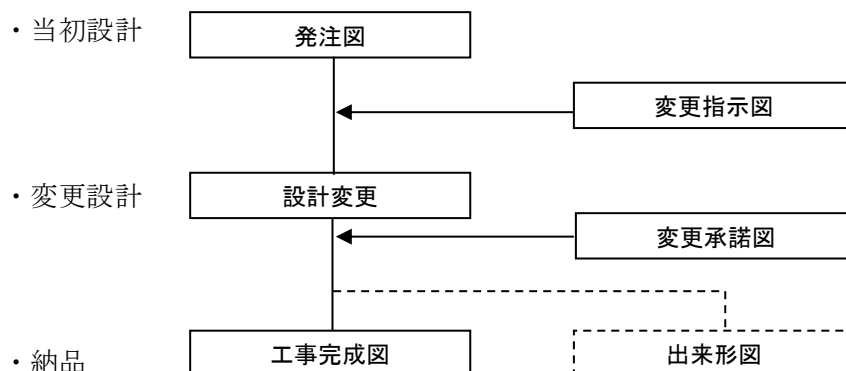 ・当初設計
発注図
変更指示図
・変更設計
設計変更
変更承諾図
・納品
工事完成図
出来形図